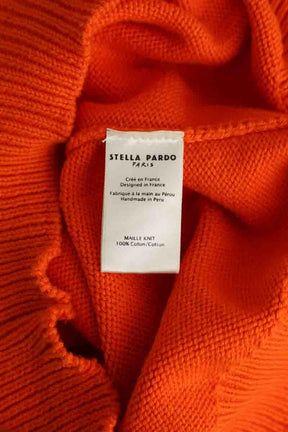 STELLA PARDO
PARIS
Crée en France
Designed in France
Fabriqué à la main au Pérou
Handmade in Peru
MAILLE KNIT
100% Coton/Cotton